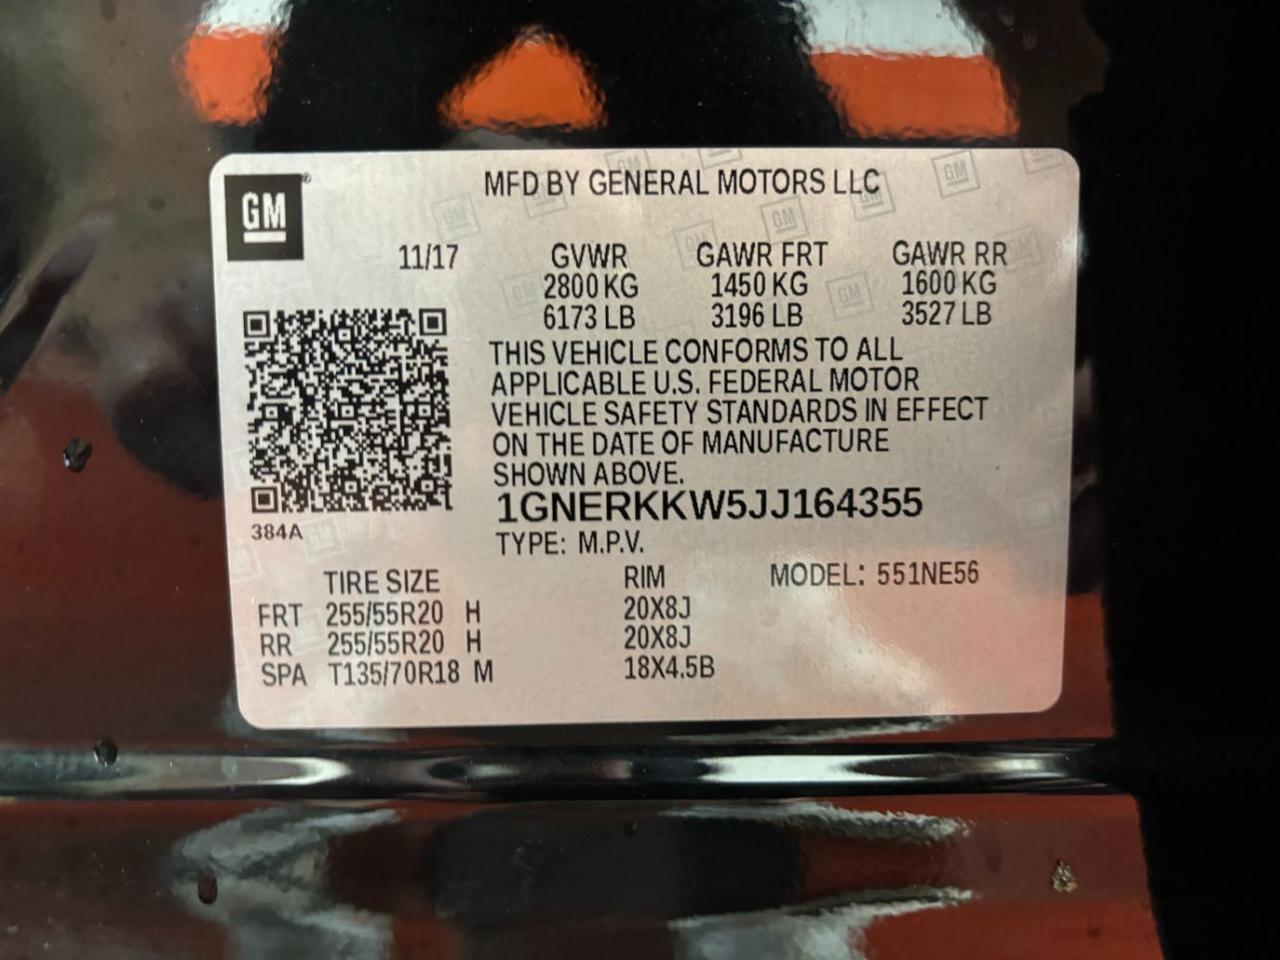 GM
MFD BY GENERAL MOTORS LLC
11/17 GVWR GAWR FRT GAWR RR
2800 KG 1450 KG 1600 KG
6173 LB 3196 LB 3527 LB
THIS VEHICLE CONFORMS TO ALL
APPLICABLE U.S. FEDERAL MOTOR
VEHICLE SAFETY STANDARDS IN EFFECT
ON THE DATE OF MANUFACTURE
SHOWN ABOVE.
1GNERKKW5JJ164355
384A
TYPE: M.P.V.
TIRE SIZE RIM MODEL: 551NE56
FRT 255/55R20 H 20X8J
RR 255/55R20 H 20X8J
SPA T135/70R18 M 18X4.5B